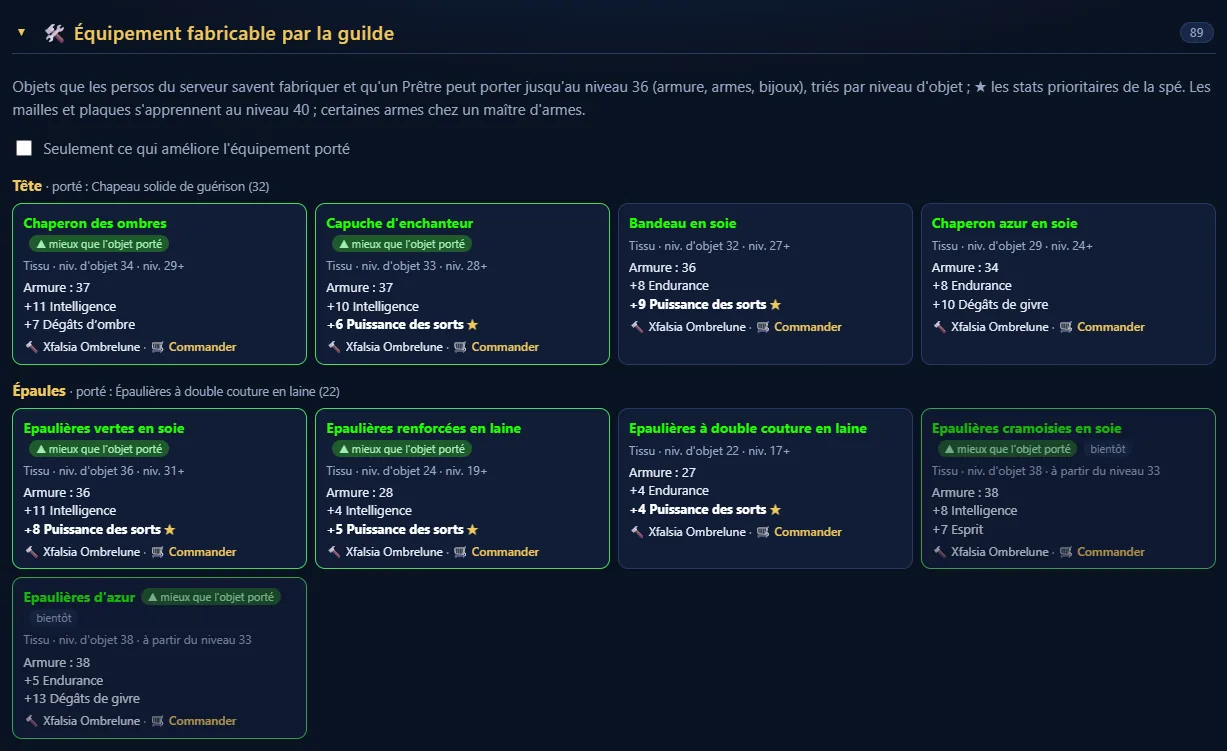 ▼ 🛠 Équipement fabricable par la guilde 89
Objets que les persos du serveur savent fabriquer et qu'un Prêtre peut porter jusqu'au niveau 36 (armure, armes, bijoux), triés par niveau d'objet ; ★ les stats prioritaires de la spé. Les
mailles et plaques s'apprennent au niveau 40 ; certaines armes chez un maître d'armes.
Seulement ce qui améliore l'équipement porté
Tête · porté : Chapeau solide de guérison (32)
Chaperon des ombres
▲ mieux que l'objet porté
Tissu · niv. d'objet 34 · niv. 29+
Armure : 37
+11 Intelligence
+7 Dégâts d'ombre
Xfalsia Ombrelune · Commander
Capuche d'enchanteur
▲ mieux que l'objet porté
Tissu · niv. d'objet 33 · niv. 28+
Armure : 37
+10 Intelligence
+6 Puissance des sorts ★
Xfalsia Ombrelune · Commander
Bandeau en soie
Tissu · niv. d'objet 32 · niv. 27+
Armure : 36
+8 Endurance
+9 Puissance des sorts ★
Xfalsia Ombrelune · Commander
Chaperon azur en soie
Tissu · niv. d'objet 29 · niv. 24+
Armure : 34
+8 Endurance
+10 Dégâts de givre
Xfalsia Ombrelune · Commander
Épaules · porté : Épaulières à double couture en laine (22)
Epaulières vertes en soie
▲ mieux que l'objet porté
Tissu · niv. d'objet 36 · niv. 31+
Armure : 36
+11 Intelligence
+8 Puissance des sorts ★
Xfalsia Ombrelune · Commander
Epaulières renforcées en laine
▲ mieux que l'objet porté
Tissu · niv. d'objet 24 · niv. 19+
Armure : 28
+4 Intelligence
+5 Puissance des sorts ★
Xfalsia Ombrelune · Commander
Epaulières à double couture en laine
Tissu · niv. d'objet 22 · niv. 17+
Armure : 27
+4 Endurance
+4 Puissance des sorts ★
Xfalsia Ombrelune · Commander
Epaulières cramoisies en soie
▲ mieux que l'objet porté bientôt
Tissu · niv. d'objet 38 · à partir du niveau 33
Armure : 38
+8 Intelligence
+7 Esprit
Xfalsia Ombrelune · Commander
Epaulières d'azur ▲ mieux que l'objet porté
bientôt
Tissu · niv. d'objet 38 · à partir du niveau 33
Armure : 38
+5 Endurance
+13 Dégâts de givre
Xfalsia Ombrelune · Commander